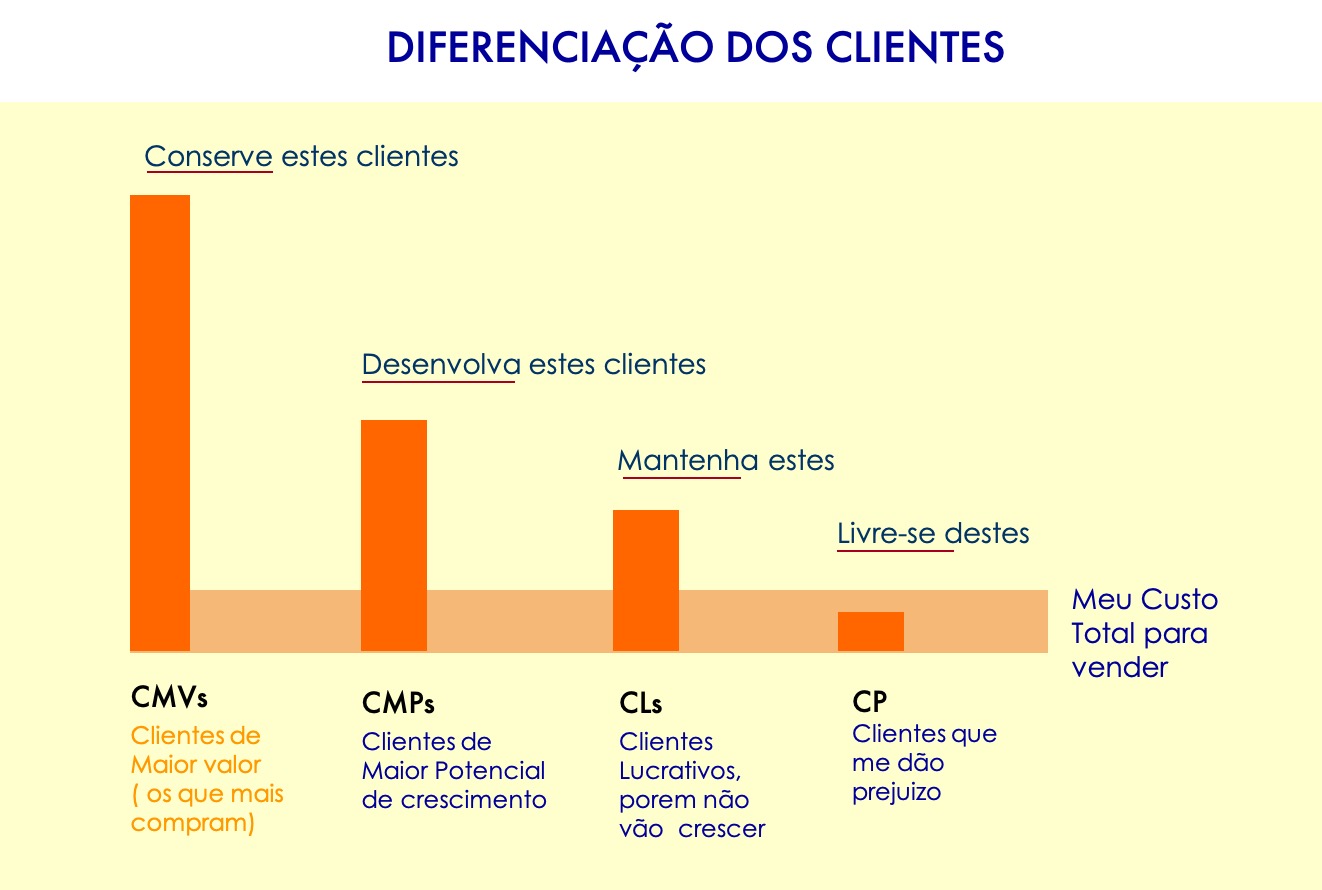 DIFERENCIAÇÃO DOS CLIENTES
Conserve estes clientes
Desenvolva estes clientes
Mantenha estes
Livre-se destes
Meu Custo
Total para
vender
CMVs
Clientes de
Maior valor
( os que mais
compram)
CMPs
Clientes de
Maior Potencial
de crescimento
CLs
Clientes
Lucrativos,
porem não
vão  crescer
CP
Clientes que
me dão
prejuizo